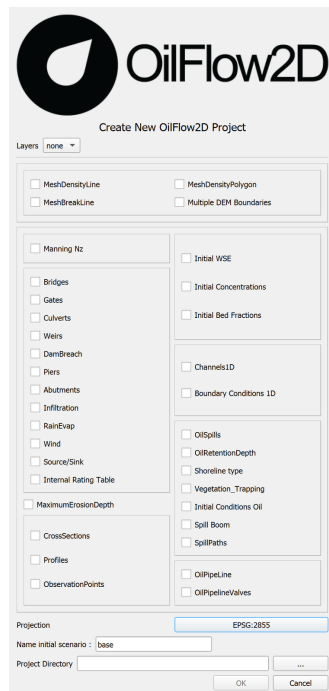 OilFlow2D
Create New OilFlow2D Project
Layers none
MeshDensityLine
MeshDensityPolygon
MeshBreakLine
Multiple DEM Boundaries
Manning Nz
Bridges
Gates
Culverts
Weirs
DamBreach
Piers
Abutments
Infiltration
RainEvap
Wind
Source/Sink
Internal Rating Table
MaximumErosionDepth
CrossSections
Profiles
ObservationPoints
Initial WSE
Initial Concentrations
Initial Bed Fractions
Channels1D
Boundary Conditions 1D
OilSpills
OilRetentionDepth
Shoreline type
Vegetation_Trapping
Initial Conditions Oil
Spill Boom
SpillPaths
OilPipeLine
OilPipelineValves
Projection EPSG:2855
Name initial scenario : base
Project Directory ...
OK Cancel